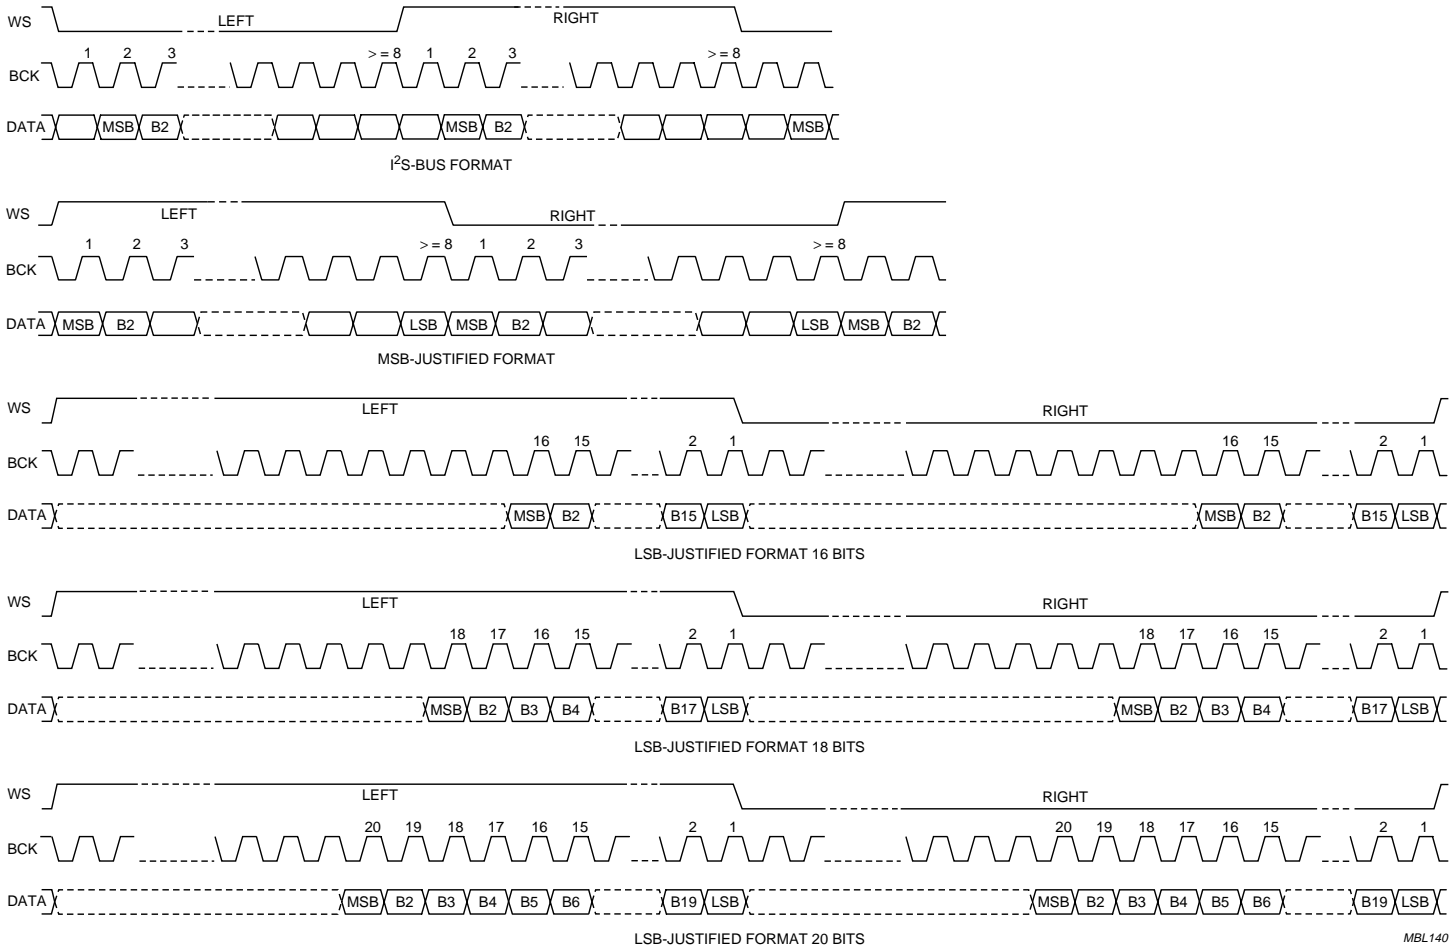 WS LEFT RIGHT
BCK 1 2 3 >= 8 1 2 3 >= 8
DATA MSB B2 MSB B2 MSB
I²S-BUS FORMAT
WS LEFT RIGHT
BCK 1 2 3 >= 8 1 2 3 >= 8
DATA MSB B2 LSB MSB B2 LSB MSB B2
MSB-JUSTIFIED FORMAT
WS LEFT RIGHT
BCK 16 15 2 1 16 15 2 1
DATA MSB B2 B15 LSB MSB B2 B15 LSB
LSB-JUSTIFIED FORMAT 16 BITS
WS LEFT RIGHT
BCK 18 17 16 15 2 1 18 17 16 15 2 1
DATA MSB B2 B3 B4 B17 LSB MSB B2 B3 B4 B17 LSB
LSB-JUSTIFIED FORMAT 18 BITS
WS LEFT RIGHT
BCK 20 19 18 17 16 15 2 1 20 19 18 17 16 15 2 1
DATA MSB B2 B3 B4 B5 B6 B19 LSB MSB B2 B3 B4 B5 B6 B19 LSB
LSB-JUSTIFIED FORMAT 20 BITS
MBL140